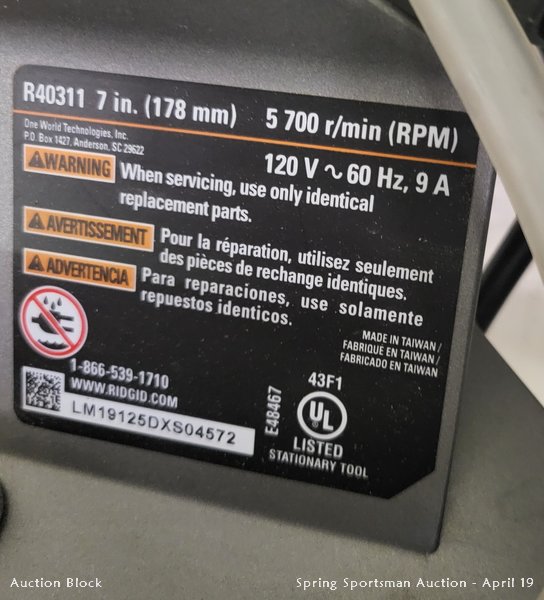 R40311 7 in. (178 mm) 5 700 r/min (RPM)
One World Technologies, Inc.
P.O. Box 1427, Anderson, SC 29622
120 V ~ 60 Hz, 9 A
WARNING When servicing, use only identical
replacement parts.
AVERTISSEMENT Pour la réparation, utilisez seulement
des pièces de rechange identiques.
ADVERTENCIA Para reparaciones, use solamente
repuestos identicos.
MADE IN TAIWAN /
FABRIQUÉ EN TAIWAN /
FABRICADO EN TAIWAN
1-866-539-1710
WWW.RIDGID.COM
LM19125DXS04572
E48467
43F1
UL
LISTED
STATIONARY TOOL
Auction Block
Spring Sportsman Auction - April 19